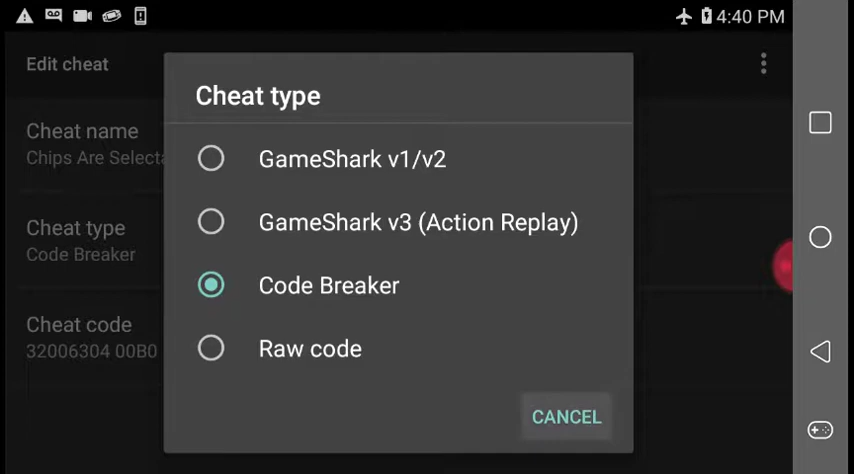 4:40 PM
Edit cheat
Cheat type
Cheat name
Chips Are
GameShark v1/v2
GameShark v3 (Action Replay)
Cheat type
Code Breaker
Code Breaker
Cheat code
32006304 00B0
Raw code
CANCEL